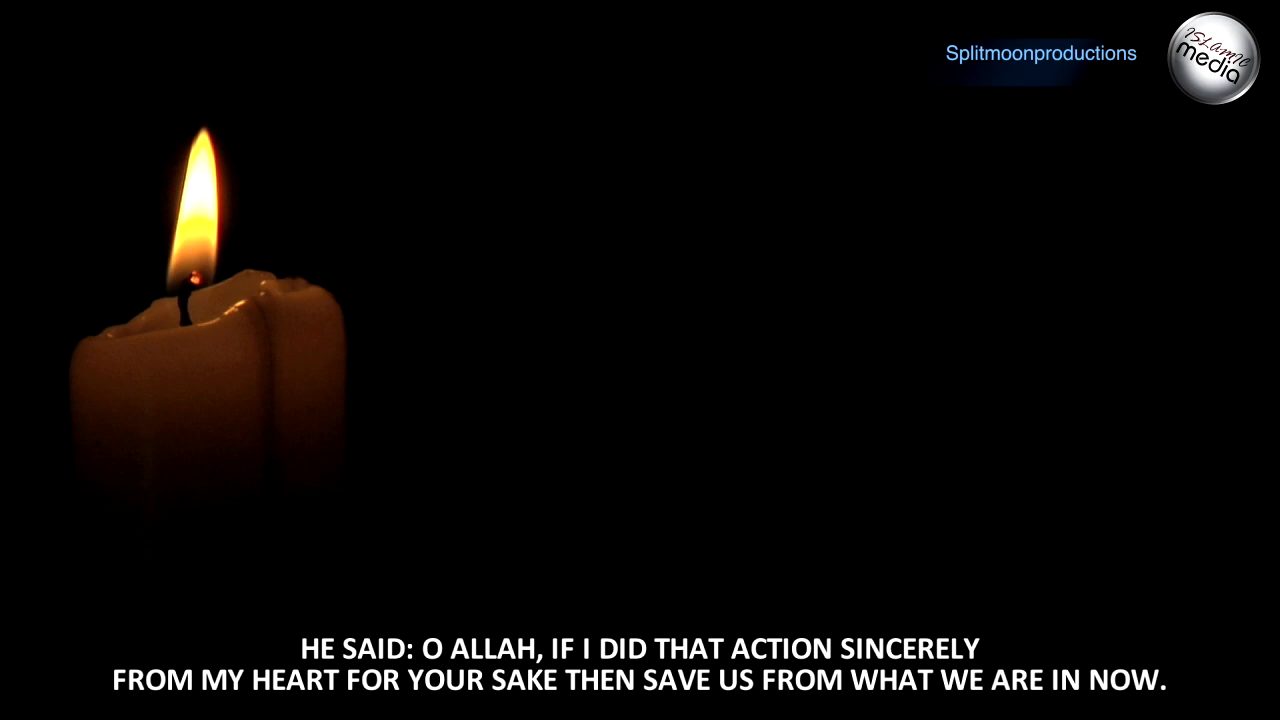 Splitmoonproductions
ISLAMIC
media
HE SAID: O ALLAH, IF I DID THAT ACTION SINCERELY
FROM MY HEART FOR YOUR SAKE THEN SAVE US FROM WHAT WE ARE IN NOW.